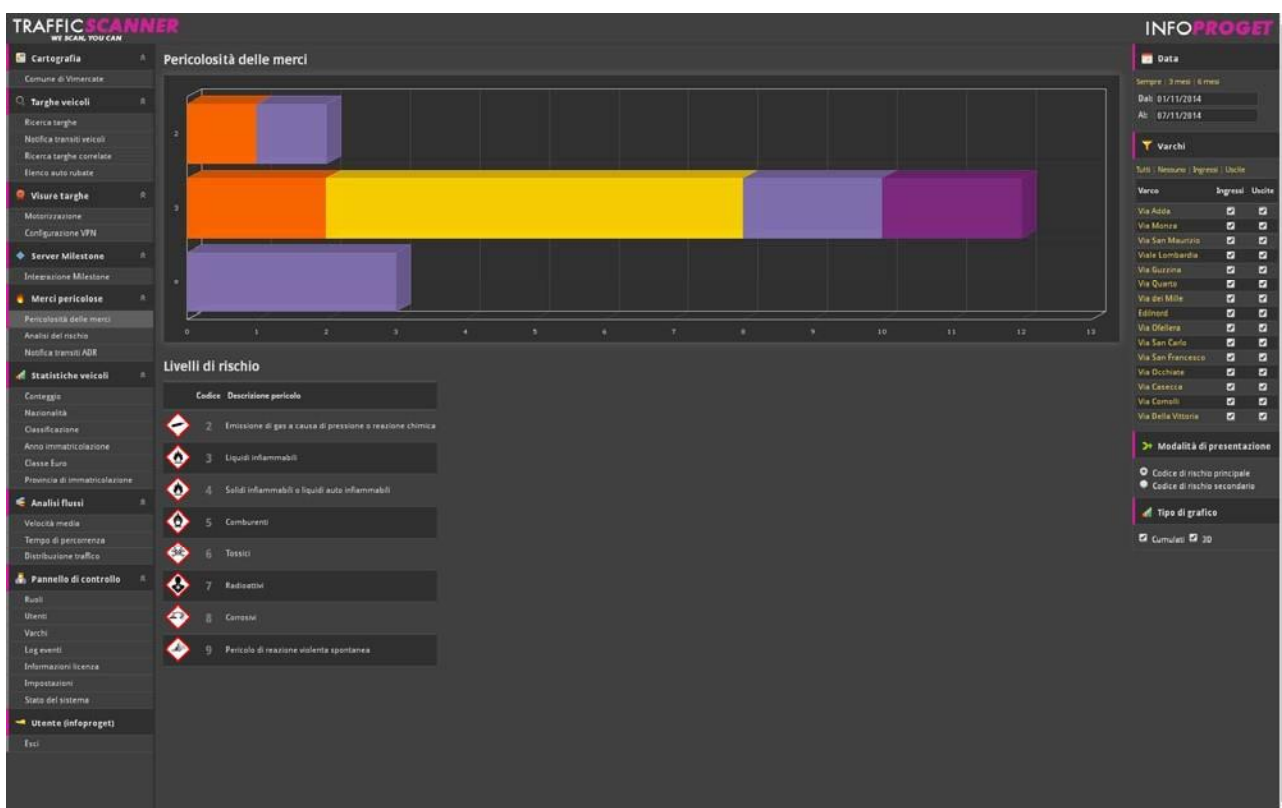 TRAFFICSCANNER
WE SCAN, YOU CAN
INFOPROGET
Cartografia
Comune di Vimercate
Targhe veicoli
Ricerca targhe
Notifica transiti veicoli
Ricerca targhe correlate
Elenco auto rubate
Visure targhe
Motorizzazione
Configurazione VPN
Server Milestone
Integrazione Milestone
Merci pericolose
Pericolosità delle merci
Analisi del rischio
Notifica transiti ADR
Statistiche veicoli
Conteggio
Nazionalità
Classificazione
Anno immatricolazione
Classe Euro
Provincia di immatricolazione
Analisi flussi
Velocità media
Tempo di percorrenza
Distribuzione traffico
Pannello di controllo
Ruoli
Utenti
Varchi
Log eventi
Informazioni licenza
Impostazioni
Stato del sistema
Utente (infoproget)
Esci
Pericolosità delle merci
2
3
0 1 2 3 4 5 6 7 8 9 10 11 12 13
Livelli di rischio
Codice Descrizione pericolo
2 Emissione di gas a causa di pressione o reazione chimica
3 Liquidi infiammabili
4 Solidi infiammabili o liquidi auto infiammabili
5 Comburenti
6 Tossici
7 Radioattivi
8 Corrosivi
9 Pericolo di reazione violenta spontanea
Data
Sempre | 3 mesi | 6 mesi
Dal: 01/11/2014
Al: 07/11/2014
Varchi
Tutti | Nessuno | Ingressi | Uscite
Varco Ingressi Uscite
Via Adda
Via Monza
Via San Maurizio
Viale Lombardia
Via Guzzina
Via Quarto
Via dei Mille
Edilnord
Via Ofellera
Via San Carlo
Via San Francesco
Via Occhiate
Via Casecca
Via Comolli
Via Della Vittoria
Modalità di presentazione
Codice di rischio principale
Codice di rischio secondario
Tipo di grafico
Cumulati 3D